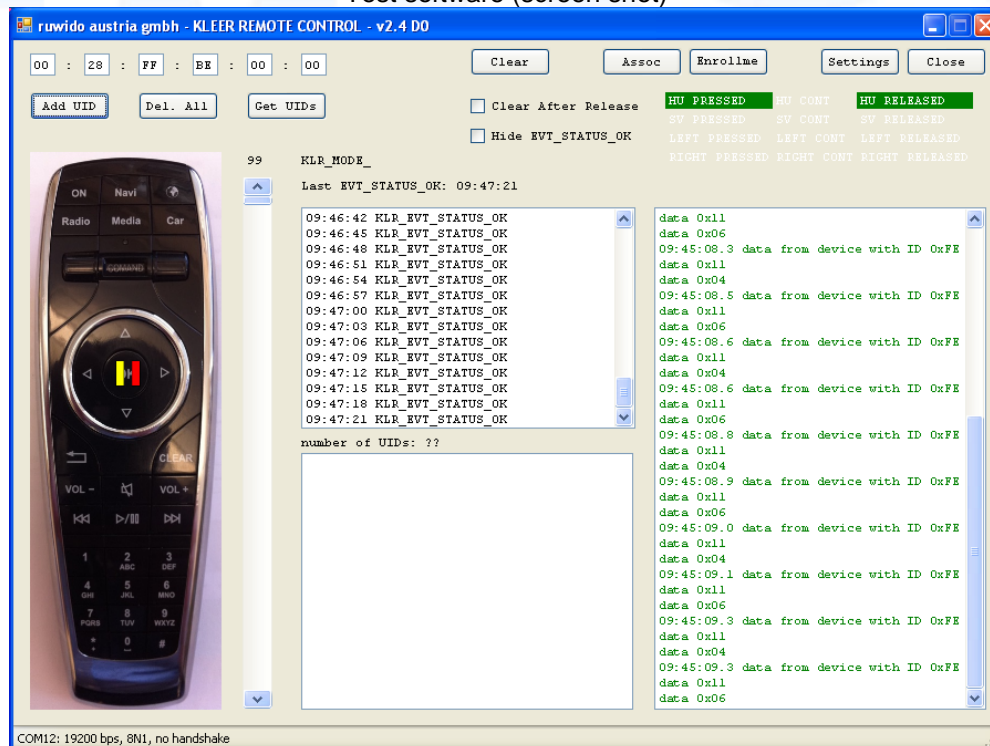 Test software (screen shot)
ruwido austria gmbh - KLEER REMOTE CONTROL - v2.4 D0
00 : 28 : FF : BE : 00 : 00
Clear Assoc Enrollme Settings Close
Add UID Del. All Get UIDs
Clear After Release
Hide EVT_STATUS_OK
HU PRESSED HU CONT HU RELEASED
SV PRESSED SV CONT SV RELEASED
LEFT PRESSED LEFT CONT LEFT RELEASED
RIGHT PRESSED RIGHT CONT RIGHT RELEASED
99 KLR_MODE_
Last EVT_STATUS_OK: 09:47:21
ON Navi
Radio Media Car
COMAND
OK
CLEAR
VOL - VOL +
1 2 3
ABC DEF
4 5 6
GHI JKL MNO
7 8 9
PQRS TUV WXYZ
* 0 #
09:46:42 KLR_EVT_STATUS_OK
09:46:45 KLR_EVT_STATUS_OK
09:46:48 KLR_EVT_STATUS_OK
09:46:51 KLR_EVT_STATUS_OK
09:46:54 KLR_EVT_STATUS_OK
09:46:57 KLR_EVT_STATUS_OK
09:47:00 KLR_EVT_STATUS_OK
09:47:03 KLR_EVT_STATUS_OK
09:47:06 KLR_EVT_STATUS_OK
09:47:09 KLR_EVT_STATUS_OK
09:47:12 KLR_EVT_STATUS_OK
09:47:15 KLR_EVT_STATUS_OK
09:47:18 KLR_EVT_STATUS_OK
09:47:21 KLR_EVT_STATUS_OK
number of UIDs: ??
data 0x11
data 0x06
09:45:08.3 data from device with ID 0xFE
data 0x11
data 0x04
09:45:08.5 data from device with ID 0xFE
data 0x11
data 0x06
09:45:08.6 data from device with ID 0xFE
data 0x11
data 0x04
09:45:08.6 data from device with ID 0xFE
data 0x11
data 0x06
09:45:08.8 data from device with ID 0xFE
data 0x11
data 0x04
09:45:08.9 data from device with ID 0xFE
data 0x11
data 0x06
09:45:09.0 data from device with ID 0xFE
data 0x11
data 0x04
09:45:09.1 data from device with ID 0xFE
data 0x11
data 0x06
09:45:09.3 data from device with ID 0xFE
data 0x11
data 0x04
09:45:09.3 data from device with ID 0xFE
data 0x11
data 0x06
COM12: 19200 bps, 8N1, no handshake